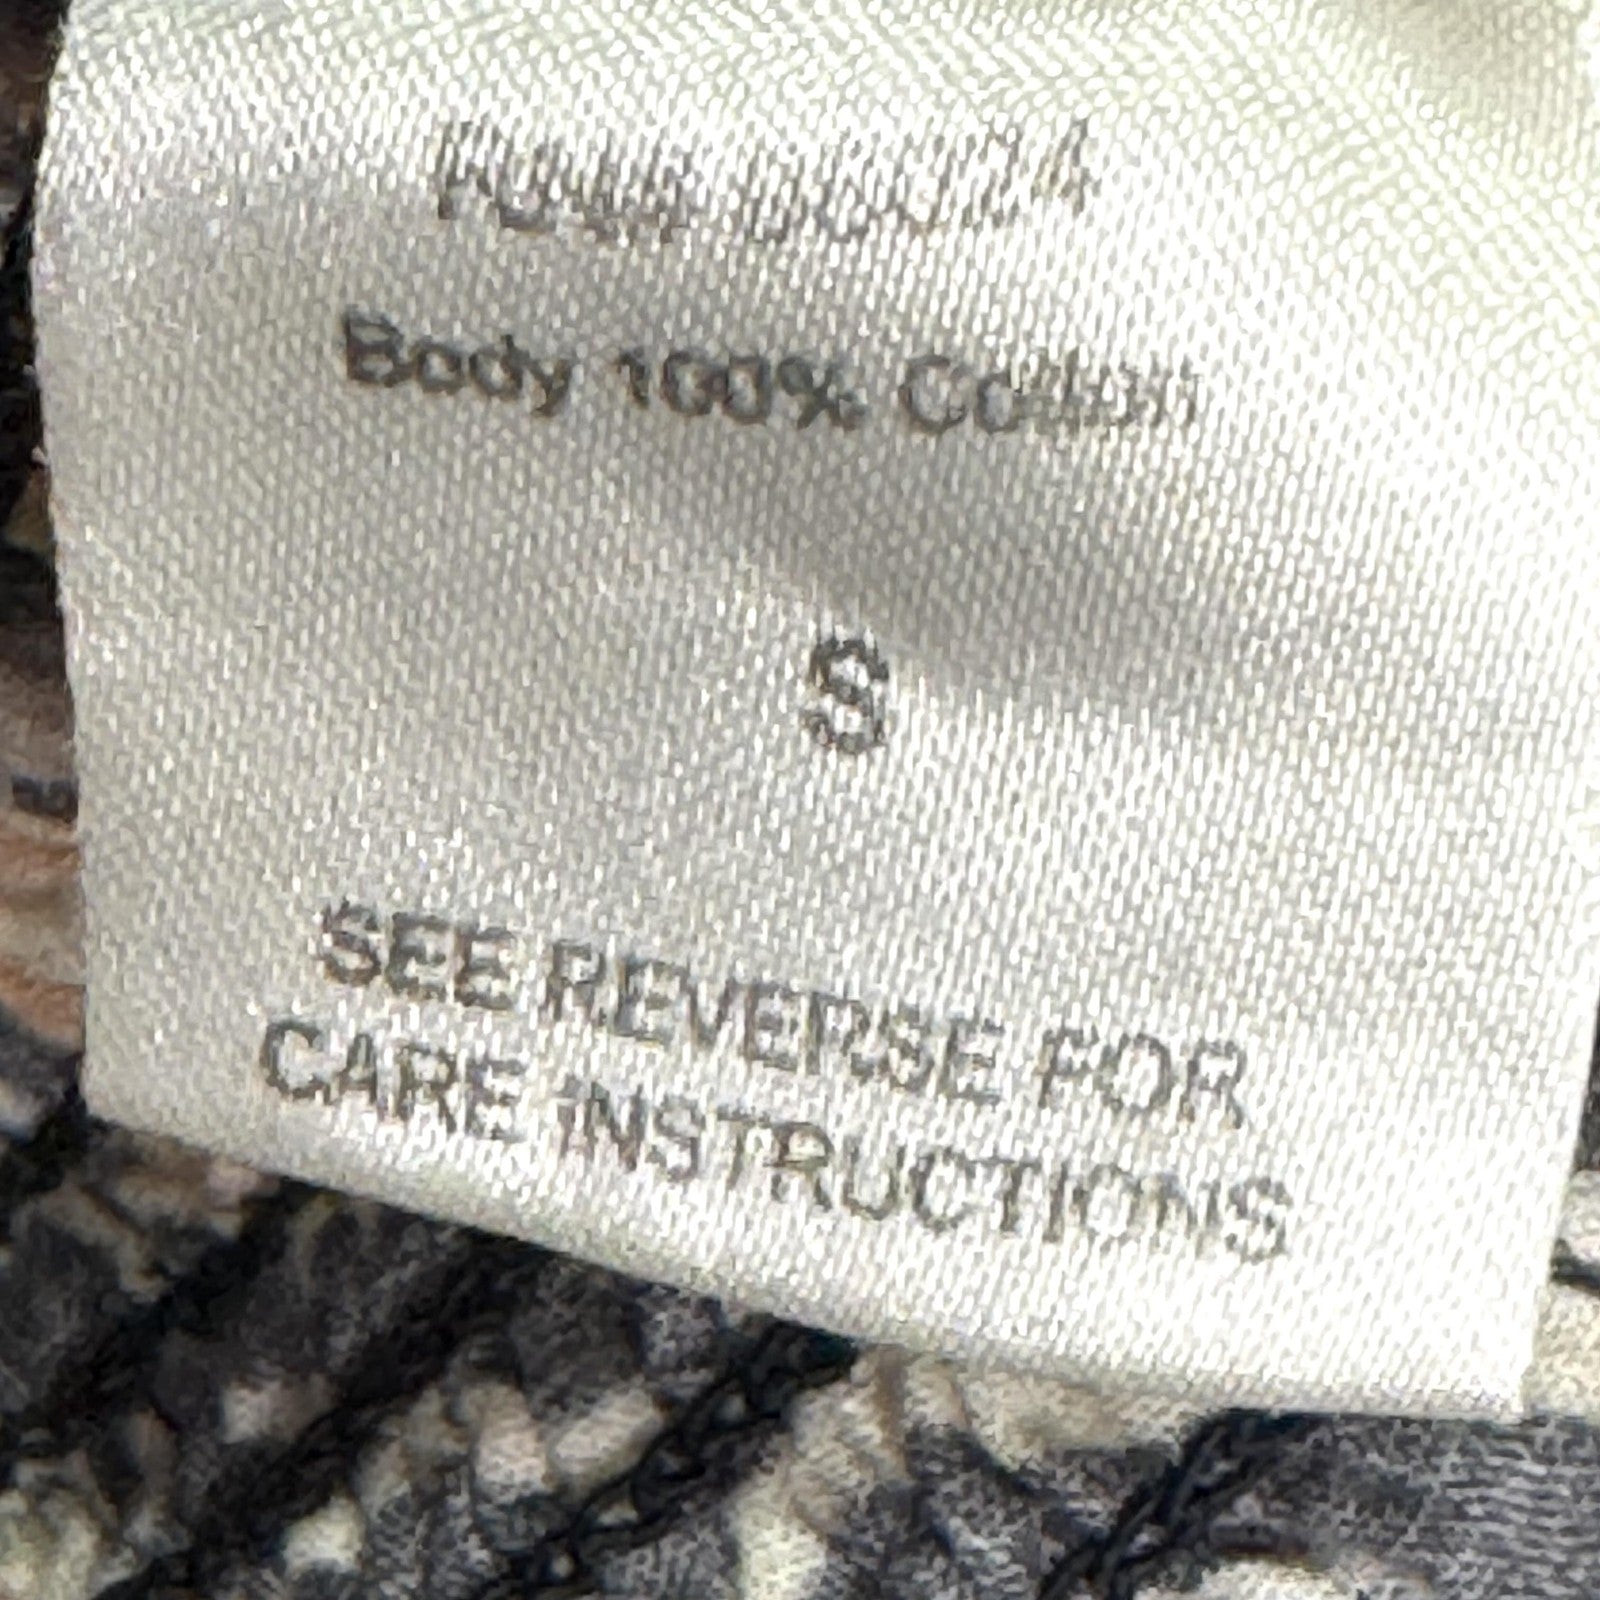 Body 100% Cotton
S
SEE REVERSE FOR
CARE INSTRUCTIONS